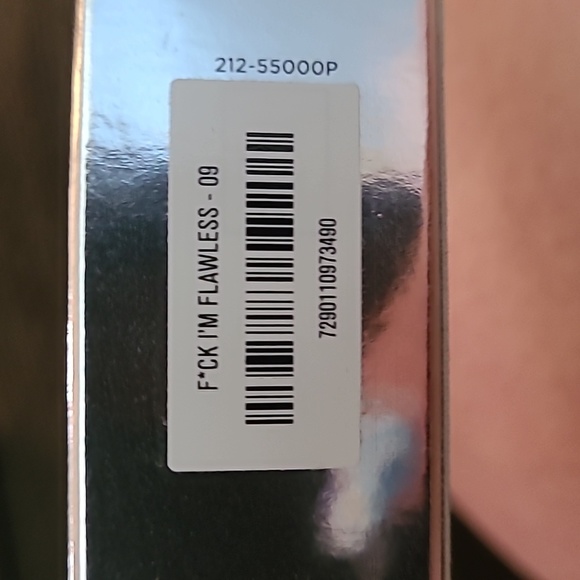 212-55000P
F*CK I'M FLAWLESS - 09
7290110973490